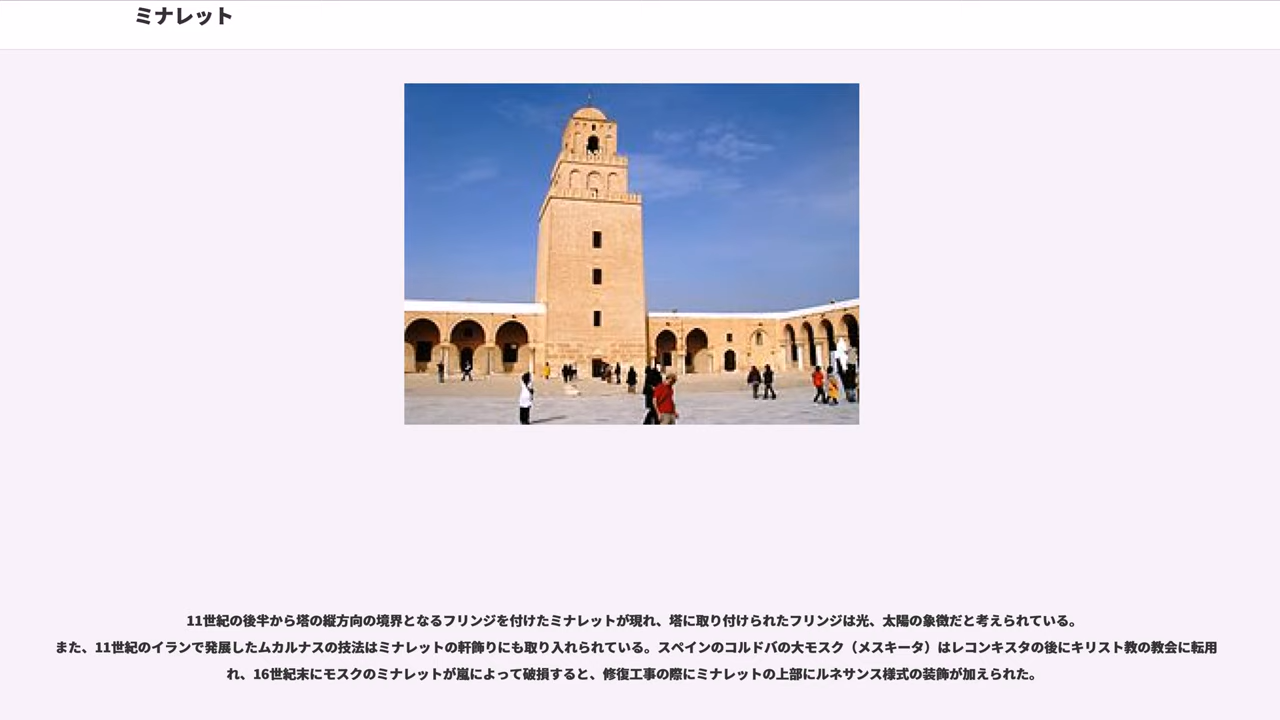 ミナレット
11世紀の後半から塔の縦方向の境界となるフリンジを付けたミナレットが現れ、塔に取り付けられたフリンジは光、太陽の象徴だと考えられている。
また、11世紀のイランで発展したムカルナスの技法はミナレットの軒飾りにも取り入れられている。スペインのコルドバの大モスク（メスキータ）はレコンキスタの後にキリスト教の教会に転用
れ、16世紀末にモスクのミナレットが嵐によって破損すると、修復工事の際にミナレットの上部にルネサンス様式の装飾が加えられた。